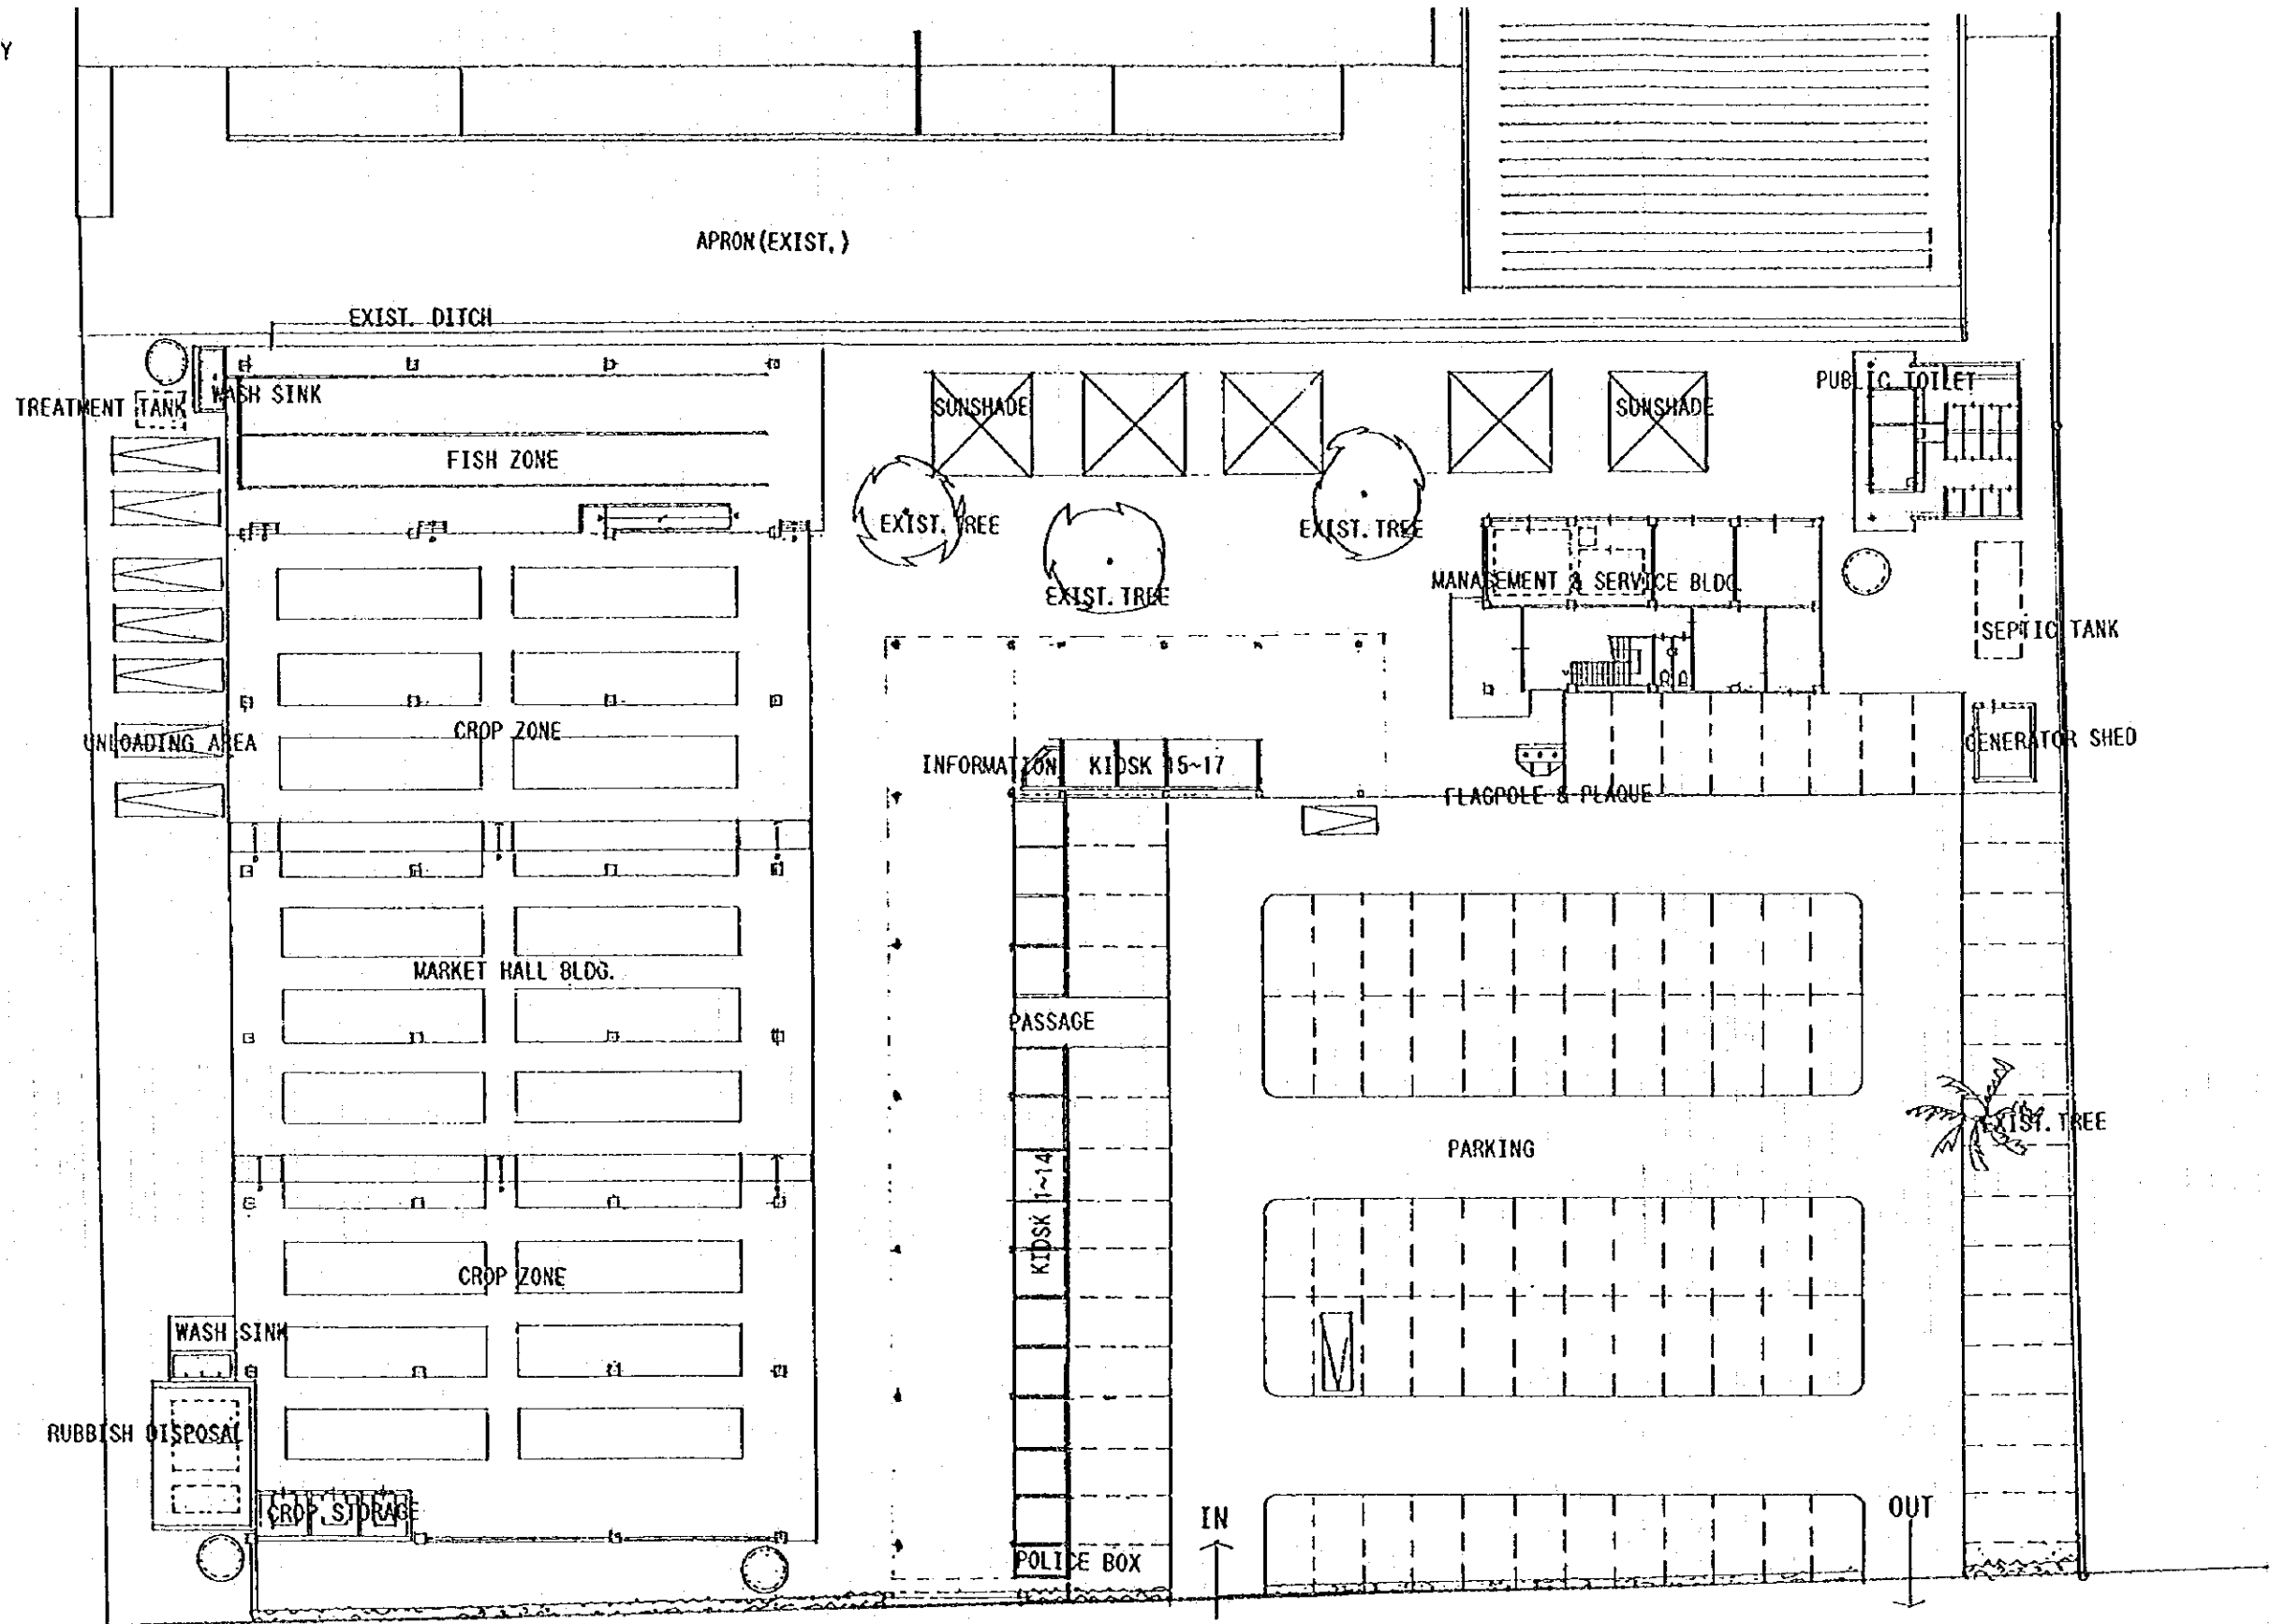 Y
APRON(EXIST.)
EXIST. DITCH
WASH SINK
TREATMENT TANK
FISH ZONE
SUNSHADE
SUNSHADE
PUBLIC TOILET
EXIST. TREE
EXIST. TREE
EXIST. TREE
MANAGEMENT & SERVICE BLDG.
SEPTIC TANK
UNLOADING AREA
CROP ZONE
INFORMATION
KIOSK 15~17
FLAGPOLE & PLAQUE
GENERATOR SHED
MARKET HALL BLDG.
PASSAGE
PARKING
EXIST. TREE
KIOSK 1~14
CROP ZONE
WASH SINK
RUBBISH DISPOSAL
CROP STORAGE
POLICE BOX
IN
OUT